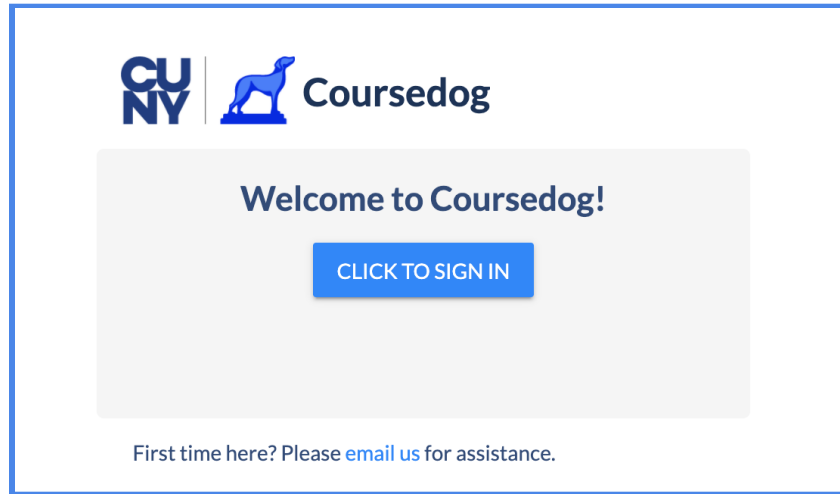 CU
NY
Coursedog
Welcome to Coursedog!
CLICK TO SIGN IN
First time here? Please email us for assistance.